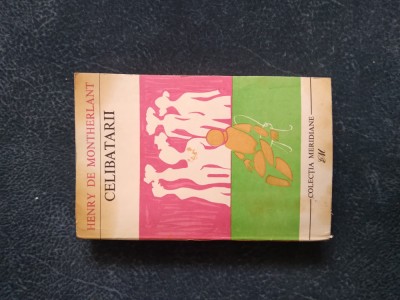 HENRY DE MONTHERLANT
CELIBATARII
COLECȚIA MERIDIANE